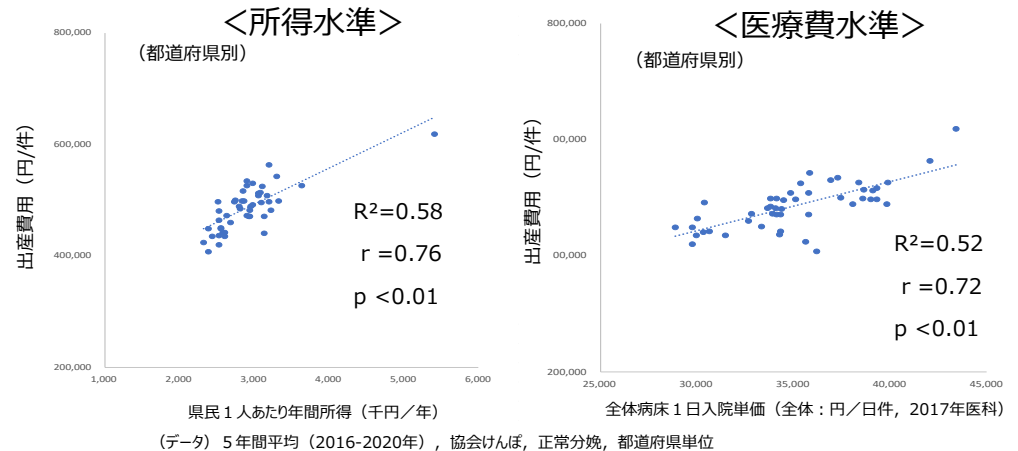 ＜所得水準＞
（都道府県別）
出産費用（円/件）
800,000
600,000
400,000
200,000
1,000
2,000
3,000
4,000
5,000
6,000
R²=0.58
r =0.76
p <0.01
県民１人あたり年間所得（千円／年）
＜医療費水準＞
（都道府県別）
出産費用（円/件）
800,000
00,000
00,000
200,000
25,000
30,000
35,000
40,000
45,000
R²=0.52
r =0.72
p <0.01
全体病床１日入院単価（全体：円／日件，2017年医科）
（データ）５年間平均（2016-2020年），協会けんぽ，正常分娩，都道府県単位